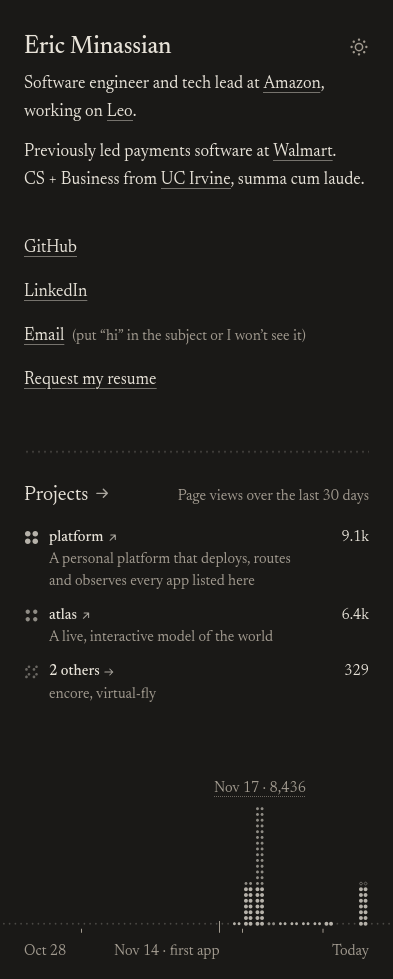 Eric Minassian
Software engineer and tech lead at Amazon,
working on Leo.
Previously led payments software at Walmart.
CS + Business from UC Irvine, summa cum laude.
GitHub
LinkedIn
Email (put “hi” in the subject or I won’t see it)
Request my resume
Projects → Page views over the last 30 days
platform ↗ 9.1k
A personal platform that deploys, routes
and observes every app listed here
atlas ↗ 6.4k
A live, interactive model of the world
2 others → 329
encore, virtual-fly
Nov 17 · 8,436
Oct 28 Nov 14 · first app Today